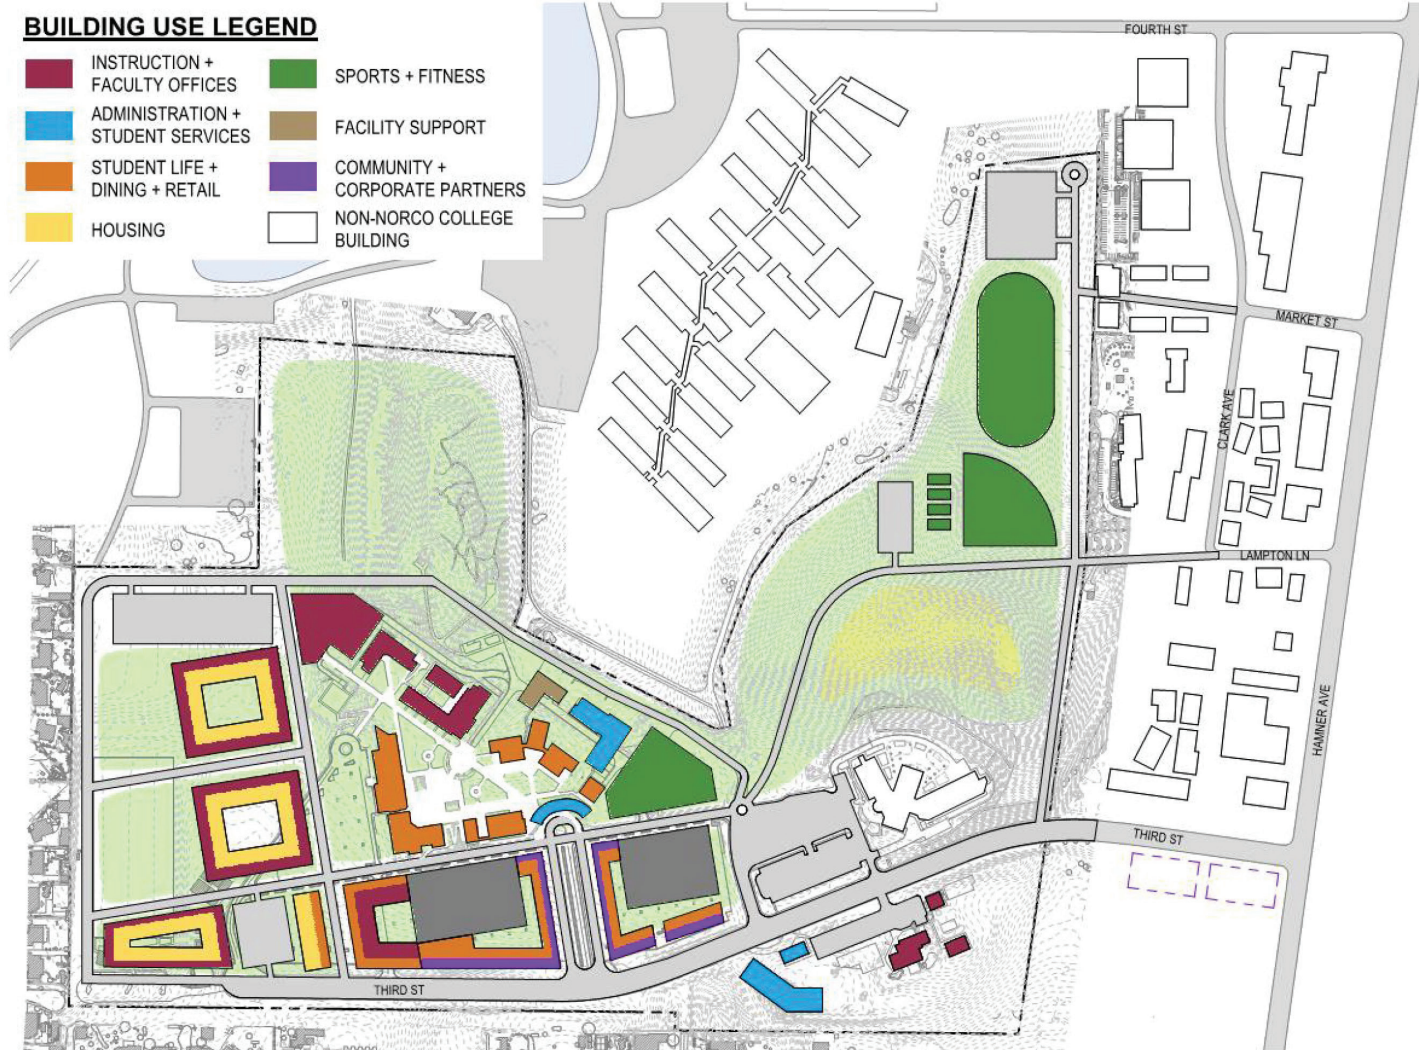 BUILDING USE LEGEND
INSTRUCTION +
FACULTY OFFICES
ADMINISTRATION +
STUDENT SERVICES
STUDENT LIFE +
DINING + RETAIL
HOUSING
SPORTS + FITNESS
FACILITY SUPPORT
COMMUNITY +
CORPORATE PARTNERS
NON-NORCO COLLEGE
BUILDING
FOURTH ST
MARKET ST
CLARK AVE
LAMPTON LN
HAMNER AVE
THIRD ST
THIRD ST